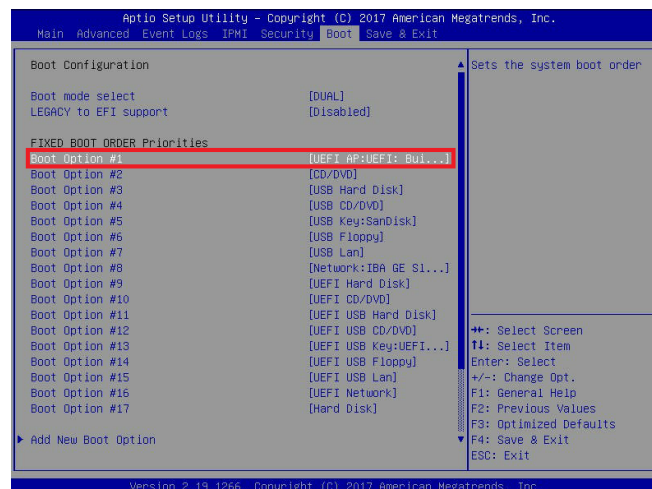 Aptio Setup Utility – Copyright (C) 2017 American Megatrends, Inc.
Main Advanced Event Logs IPMI Security Boot Save & Exit
Boot Configuration
Sets the system boot order
Boot mode select [DUAL]
LEGACY to EFI support [Disabled]
FIXED BOOT ORDER Priorities
Boot Option #1 [UEFI AP:UEFI: Bui...]
Boot Option #2 [CD/DVD]
Boot Option #3 [USB Hard Disk]
Boot Option #4 [USB CD/DVD]
Boot Option #5 [USB Key:SanDisk]
Boot Option #6 [USB Floppy]
Boot Option #7 [USB Lan]
Boot Option #8 [Network:IBA GE Sl...]
Boot Option #9 [UEFI Hard Disk]
Boot Option #10 [UEFI CD/DVD]
Boot Option #11 [UEFI USB Hard Disk]
Boot Option #12 [UEFI USB CD/DVD]
Boot Option #13 [UEFI USB Key:UEFI...]
Boot Option #14 [UEFI USB Floppy]
Boot Option #15 [UEFI USB Lan]
Boot Option #16 [UEFI Network]
Boot Option #17 [Hard Disk]
Add New Boot Option
→←: Select Screen
↑↓: Select Item
Enter: Select
+/-: Change Opt.
F1: General Help
F2: Previous Values
F3: Optimized Defaults
F4: Save & Exit
ESC: Exit
Version 2.19.1266. Copyright (C) 2017 American Megatrends, Inc.